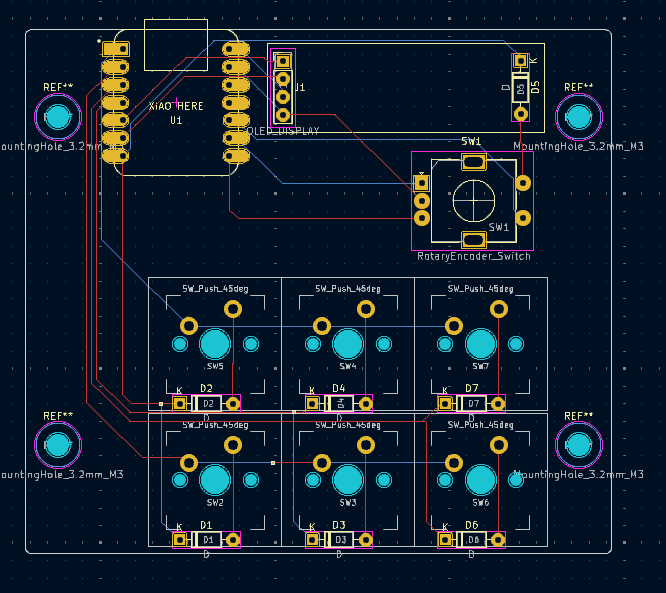 REF**
XIAO HERE
U1
J1
OLED_DISPLAY
K
D
D5
D5
REF**
MountingHole_3.2mm_M3
ountingHole_3.2mm_M3
SW1
SW1
RotaryEncoder_Switch
SW_Push_45deg
SW_Push_45deg
SW_Push_45deg
SW5
SW4
SW7
K
D2
D2
D
K
D4
D4
D
K
D7
D7
D
REF**
REF**
SW_Push_45deg
SW_Push_45deg
SW_Push_45deg
ountingHole_3.2mm_M3
MountingHole_3.2mm_M3
SW2
SW3
SW6
K
D1
D1
D
K
D3
D3
D
K
D6
D6
D